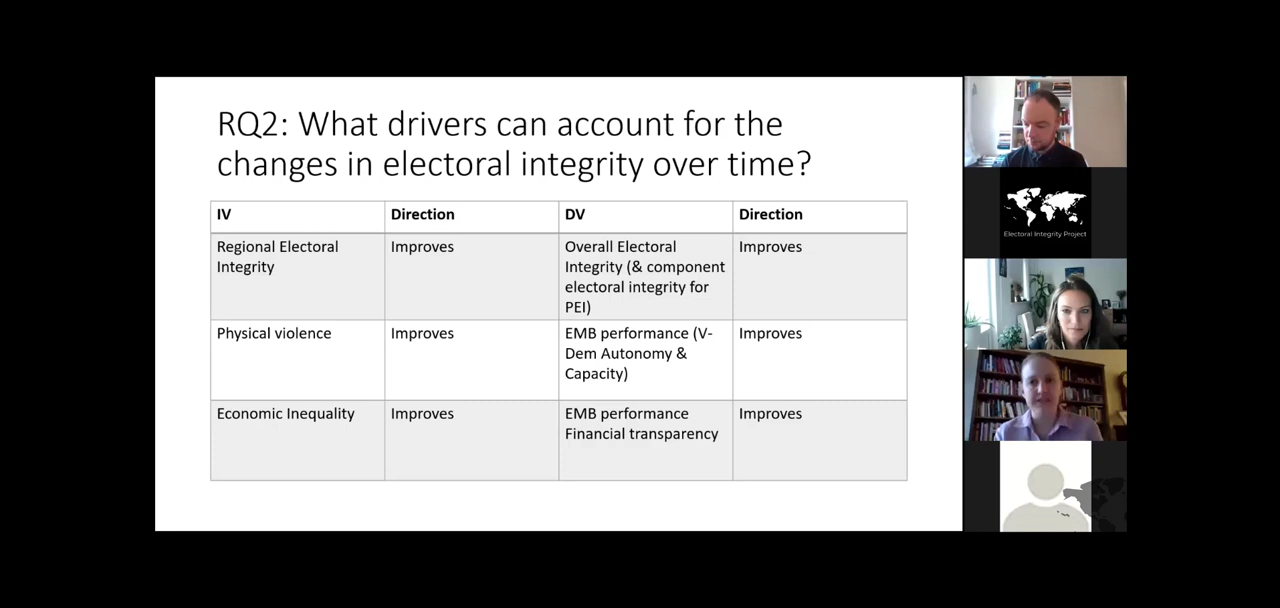 RQ2: What drivers can account for the
changes in electoral integrity over time?
IV
Direction
DV
Direction
Regional Electoral
Integrity
Improves
Overall Electoral
Integrity (& component
electoral integrity for
PEI)
Improves
Physical violence
Improves
EMB performance (V-
Dem Autonomy &
Capacity)
Improves
Economic Inequality
Improves
EMB performance
Financial transparency
Improves
Electoral Integrity Project